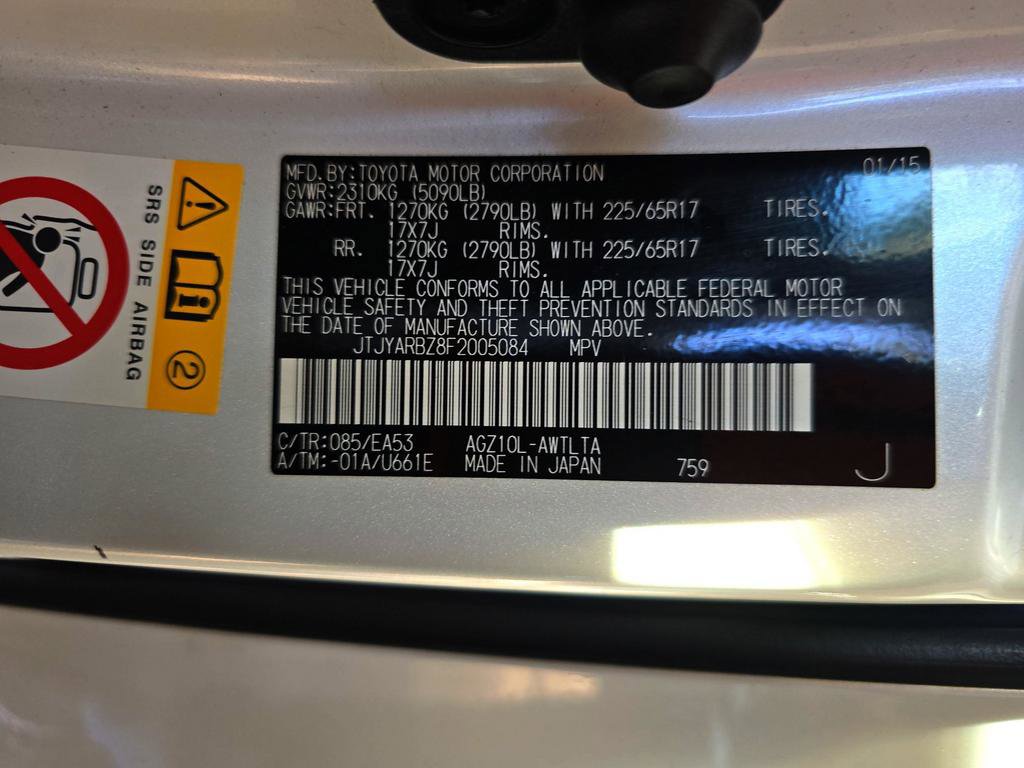 MFD. BY: TOYOTA MOTOR CORPORATION 01/15
GVWR: 2310KG (5090LB)
GAWR: FRT. 1270KG (2790LB) WITH 225/65R17 TIRES.
17X7J RIMS.
RR. 1270KG (2790LB) WITH 225/65R17 TIRES.
17X7J RIMS.
THIS VEHICLE CONFORMS TO ALL APPLICABLE FEDERAL MOTOR
VEHICLE SAFETY AND THEFT PREVENTION STANDARDS IN EFFECT ON
THE DATE OF MANUFACTURE SHOWN ABOVE.
JTJYARBZ8F2005084 MPV
C/TR: 085/EA53 AGZ10L-AWTLTA
A/TM: -01A/U661E MADE IN JAPAN 759 J
SRS SIDE AIRBAG
2